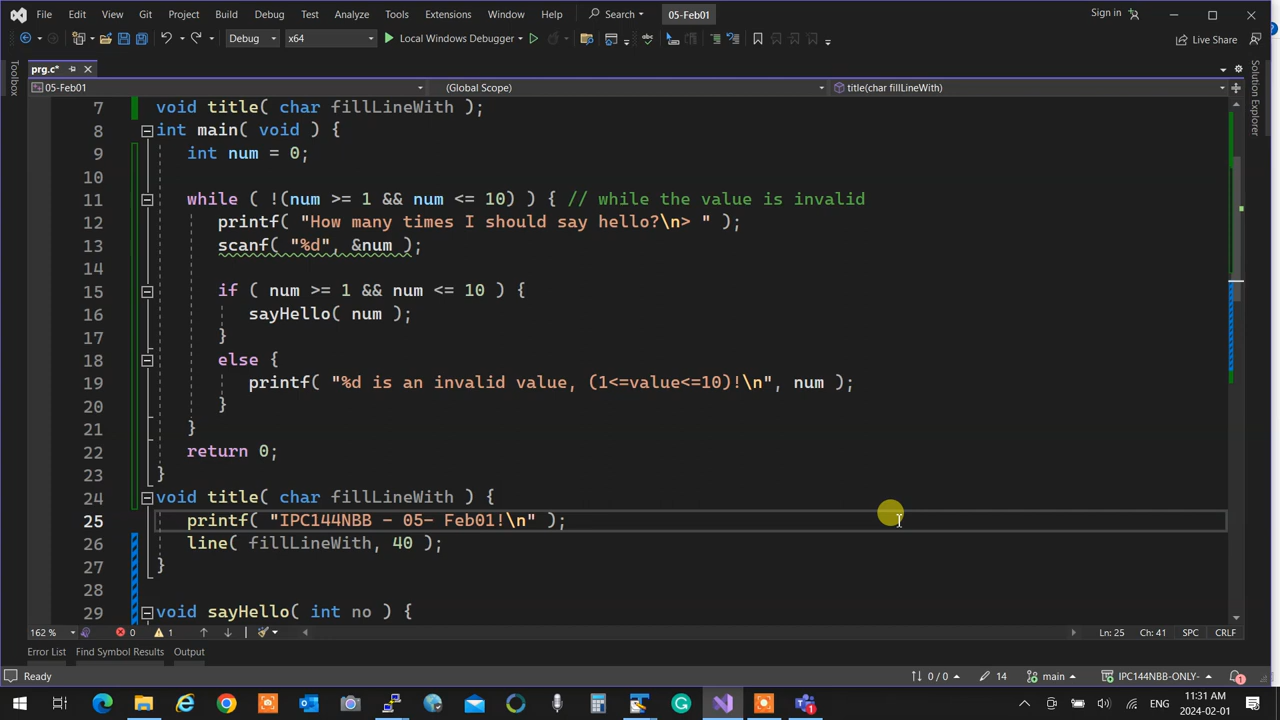 File Edit View Git Project Build Debug Test Analyze Tools Extensions Window Help Search 05-Feb01 Sign in
Debug x64 Local Windows Debugger Live Share
prg.c*
05-Feb01 (Global Scope) title(char fillLineWith)
Toolbox
Solution Explorer
7 void title( char fillLineWith );
8 int main( void ) {
9 int num = 0;
10
11 while ( !(num >= 1 && num <= 10) ) { // while the value is invalid
12 printf( "How many times I should say hello?\n> " );
13 scanf( "%d", &num );
14
15 if ( num >= 1 && num <= 10 ) {
16 sayHello( num );
17 }
18 else {
19 printf( "%d is an invalid value, (1<=value<=10)!\n", num );
20 }
21 }
22 return 0;
23 }
24 void title( char fillLineWith ) {
25 printf( "IPC144NBB - 05- Feb01!\n" );
26 line( fillLineWith, 40 );
27 }
28
29 void sayHello( int no ) {
162 % 0 1 Ln: 25 Ch: 41 SPC CRLF
Error List Find Symbol Results Output
Ready 0 / 0 14 main IPC144NBB-ONLY- 1
ENG 11:31 AM
2024-02-01